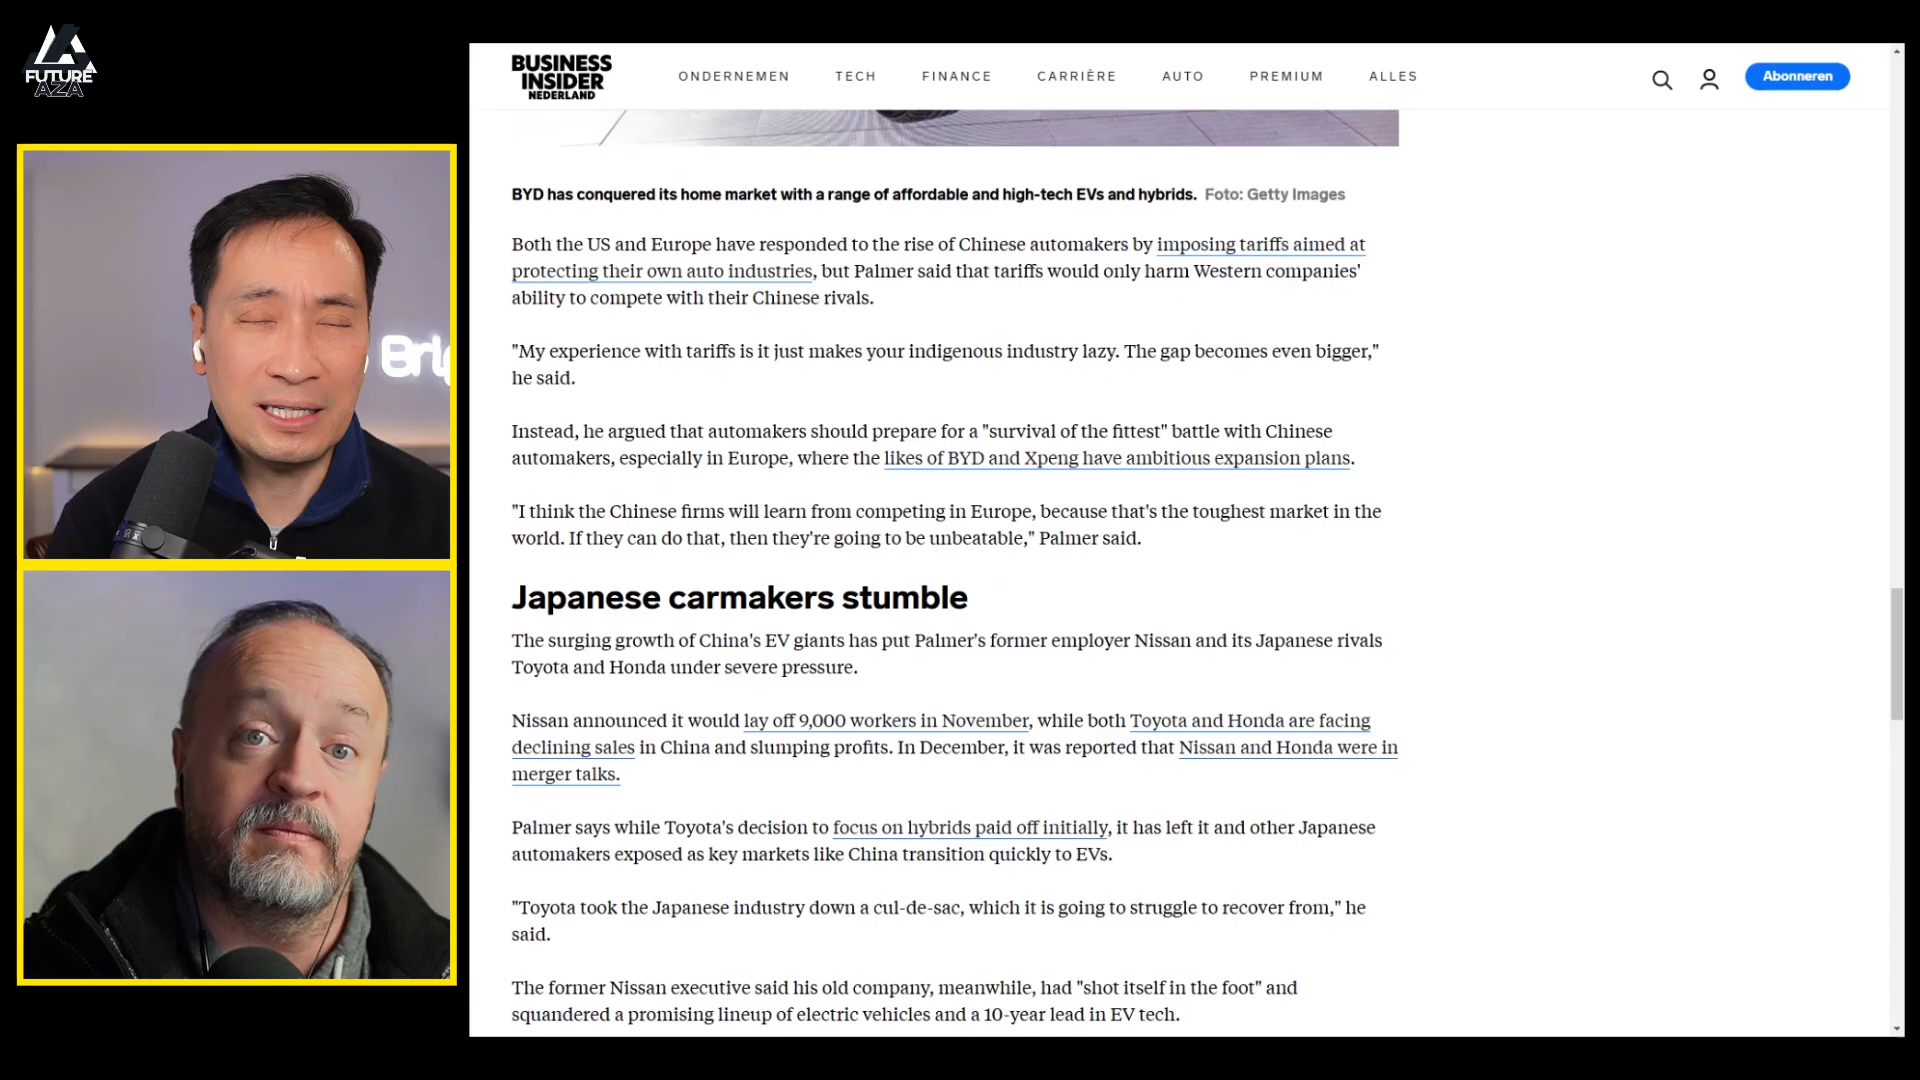 FUTURE
AZA
Brig
BUSINESS
INSIDER
NEDERLAND
ONDERNEMEN TECH FINANCE CARRIÈRE AUTO PREMIUM ALLES
Abonneren
BYD has conquered its home market with a range of affordable and high-tech EVs and hybrids. Foto: Getty Images
Both the US and Europe have responded to the rise of Chinese automakers by imposing tariffs aimed at
protecting their own auto industries, but Palmer said that tariffs would only harm Western companies'
ability to compete with their Chinese rivals.
"My experience with tariffs is it just makes your indigenous industry lazy. The gap becomes even bigger,"
he said.
Instead, he argued that automakers should prepare for a "survival of the fittest" battle with Chinese
automakers, especially in Europe, where the likes of BYD and Xpeng have ambitious expansion plans.
"I think the Chinese firms will learn from competing in Europe, because that's the toughest market in the
world. If they can do that, then they're going to be unbeatable," Palmer said.
Japanese carmakers stumble
The surging growth of China's EV giants has put Palmer's former employer Nissan and its Japanese rivals
Toyota and Honda under severe pressure.
Nissan announced it would lay off 9,000 workers in November, while both Toyota and Honda are facing
declining sales in China and slumping profits. In December, it was reported that Nissan and Honda were in
merger talks.
Palmer says while Toyota's decision to focus on hybrids paid off initially, it has left it and other Japanese
automakers exposed as key markets like China transition quickly to EVs.
"Toyota took the Japanese industry down a cul-de-sac, which it is going to struggle to recover from," he
said.
The former Nissan executive said his old company, meanwhile, had "shot itself in the foot" and
squandered a promising lineup of electric vehicles and a 10-year lead in EV tech.